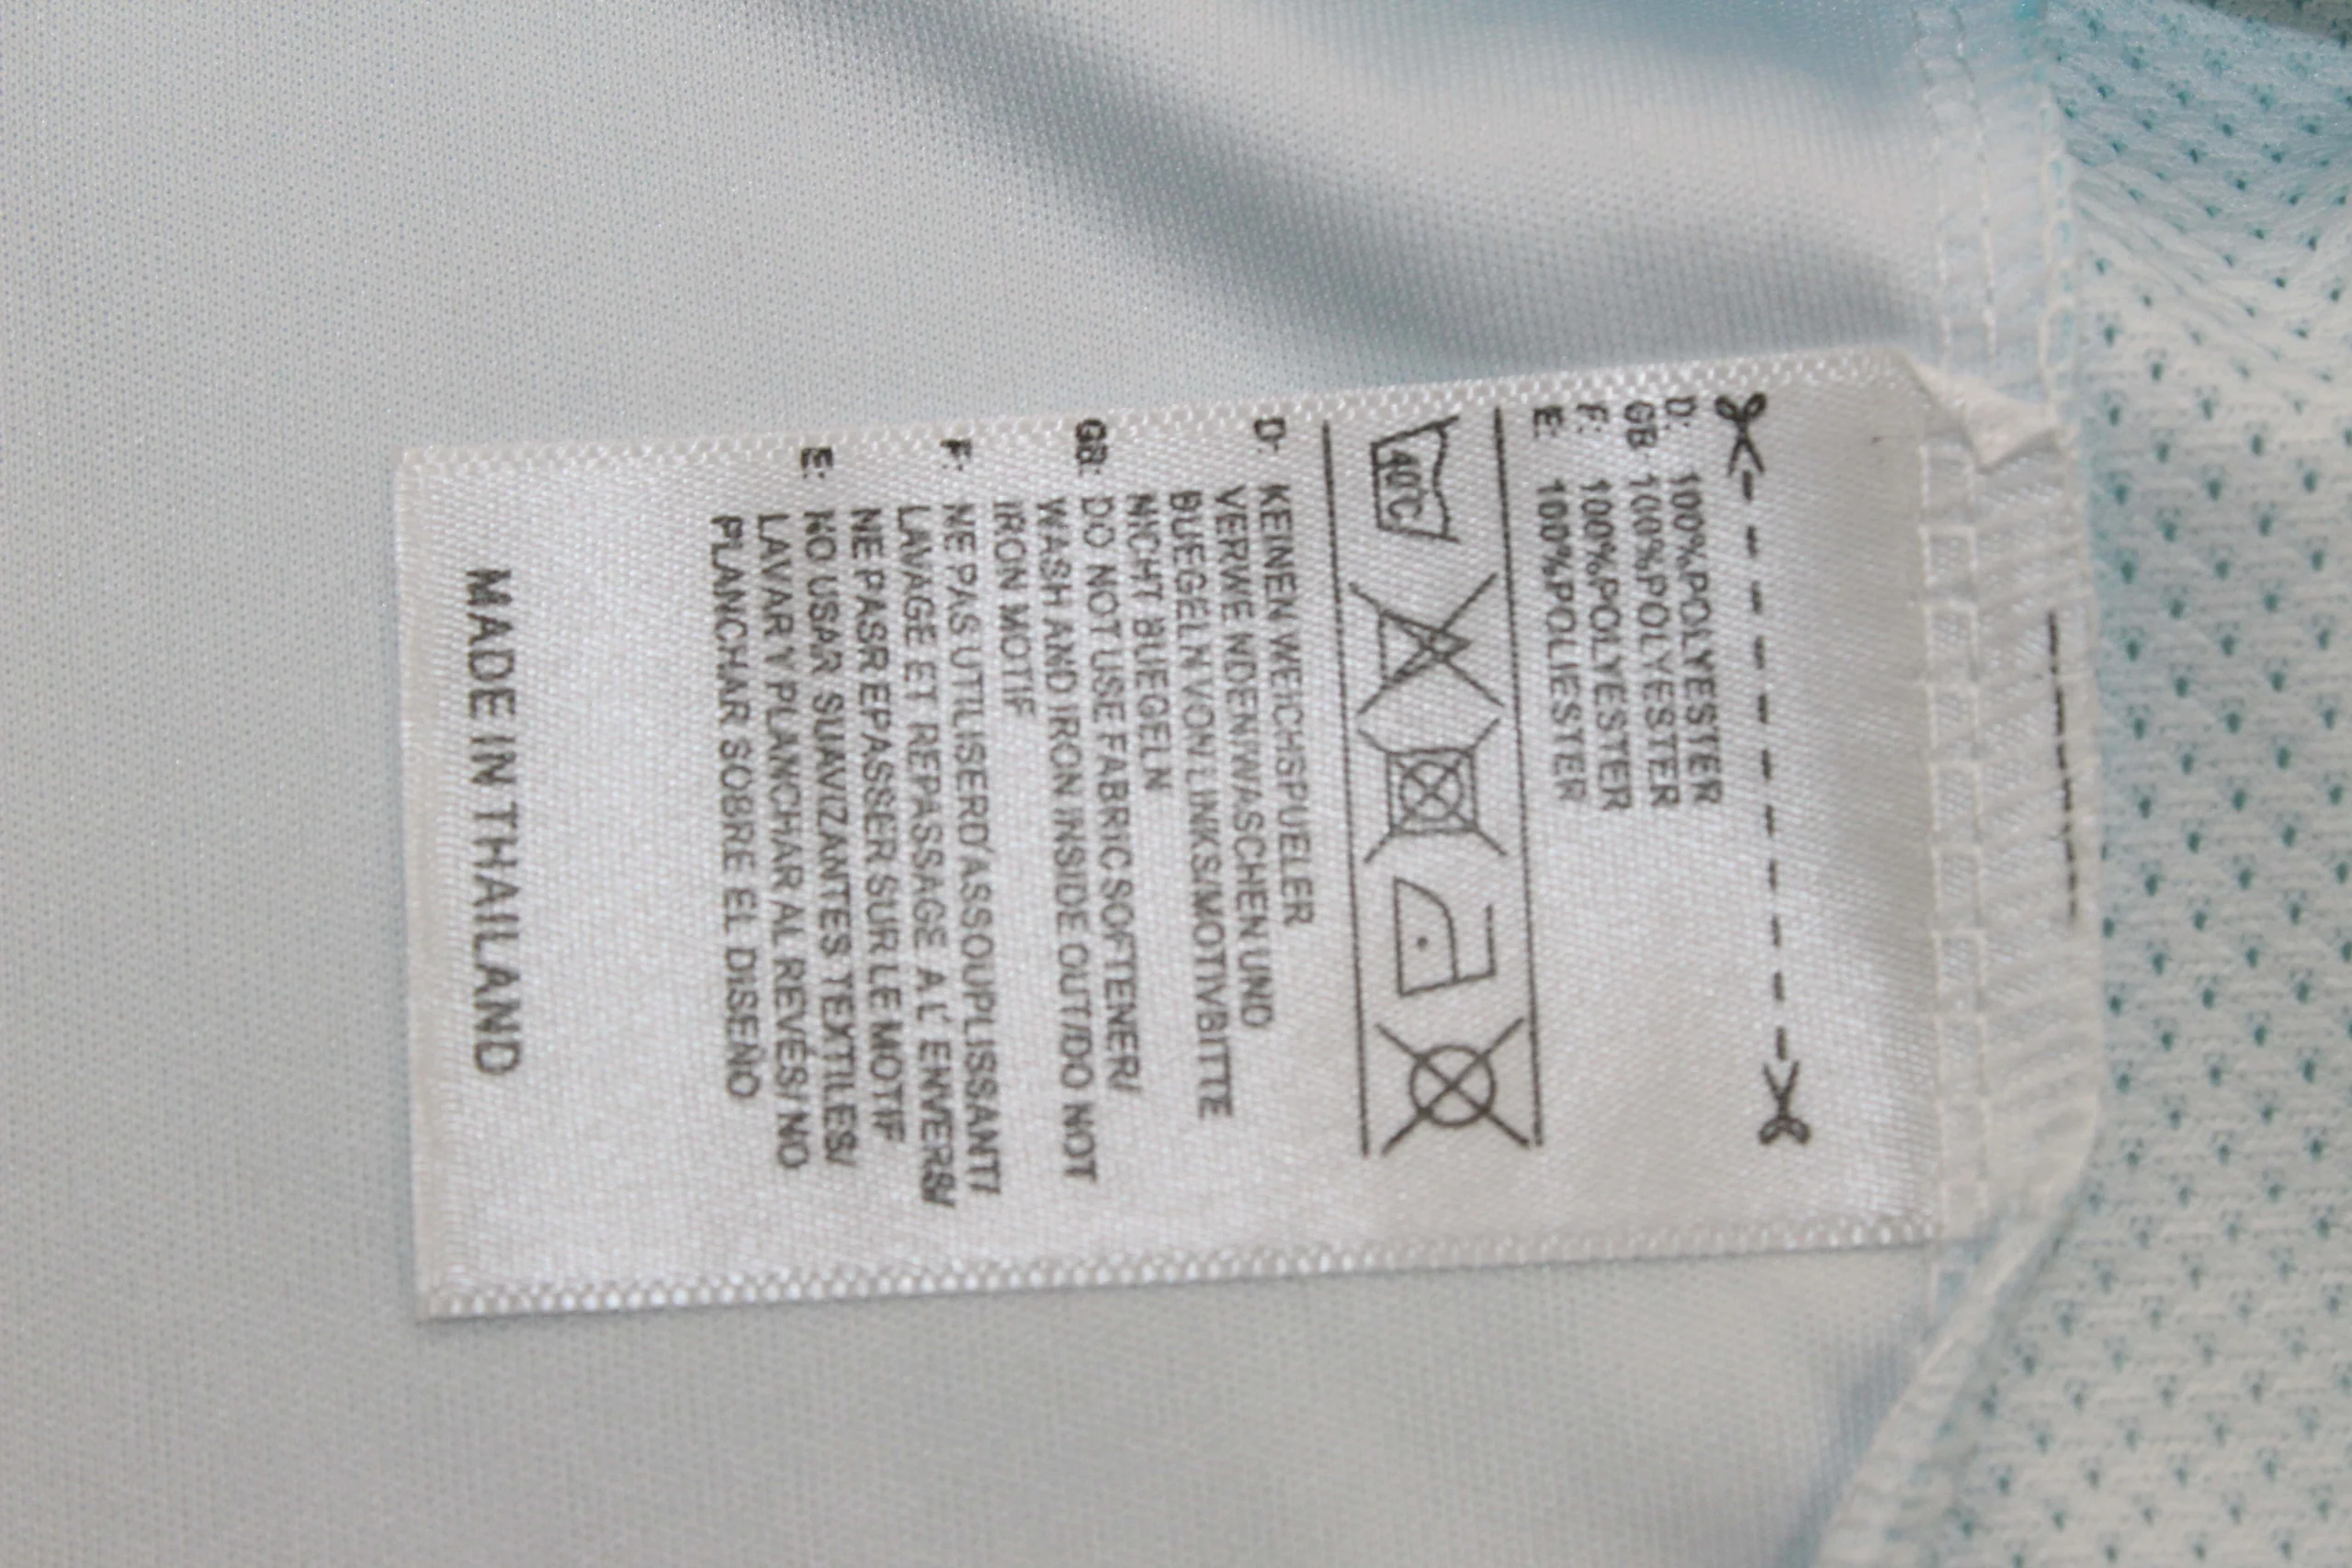 D: 100%POLYESTER
GB: 100%POLYESTER
F: 100%POLYESTER
E: 100%POLIESTER
40°C
D: KEINEN WEICHSPUELER
VERWE NDEN/WASCHEN UND
BUEGELN VON LINKS/MOTIVBITTE
NICHT BUEGELN
GB: DO NOT USE FABRIC SOFTENER/
WASH AND IRON INSIDE OUT/DO NOT
IRON MOTIF
F: NE PAS UTILISERD'ASSOUPLISSANT/
LAVAGE ET REPASSAGE A L' ENVERS/
NE PASR EPASSER SUR LE MOTIF
E: NO USAR SUAVIZANTES TEXTILES/
LAVAR Y PLANCHAR AL REVÉS/ NO
PLANCHAR SOBRE EL DISEÑO
MADE IN THAILAND